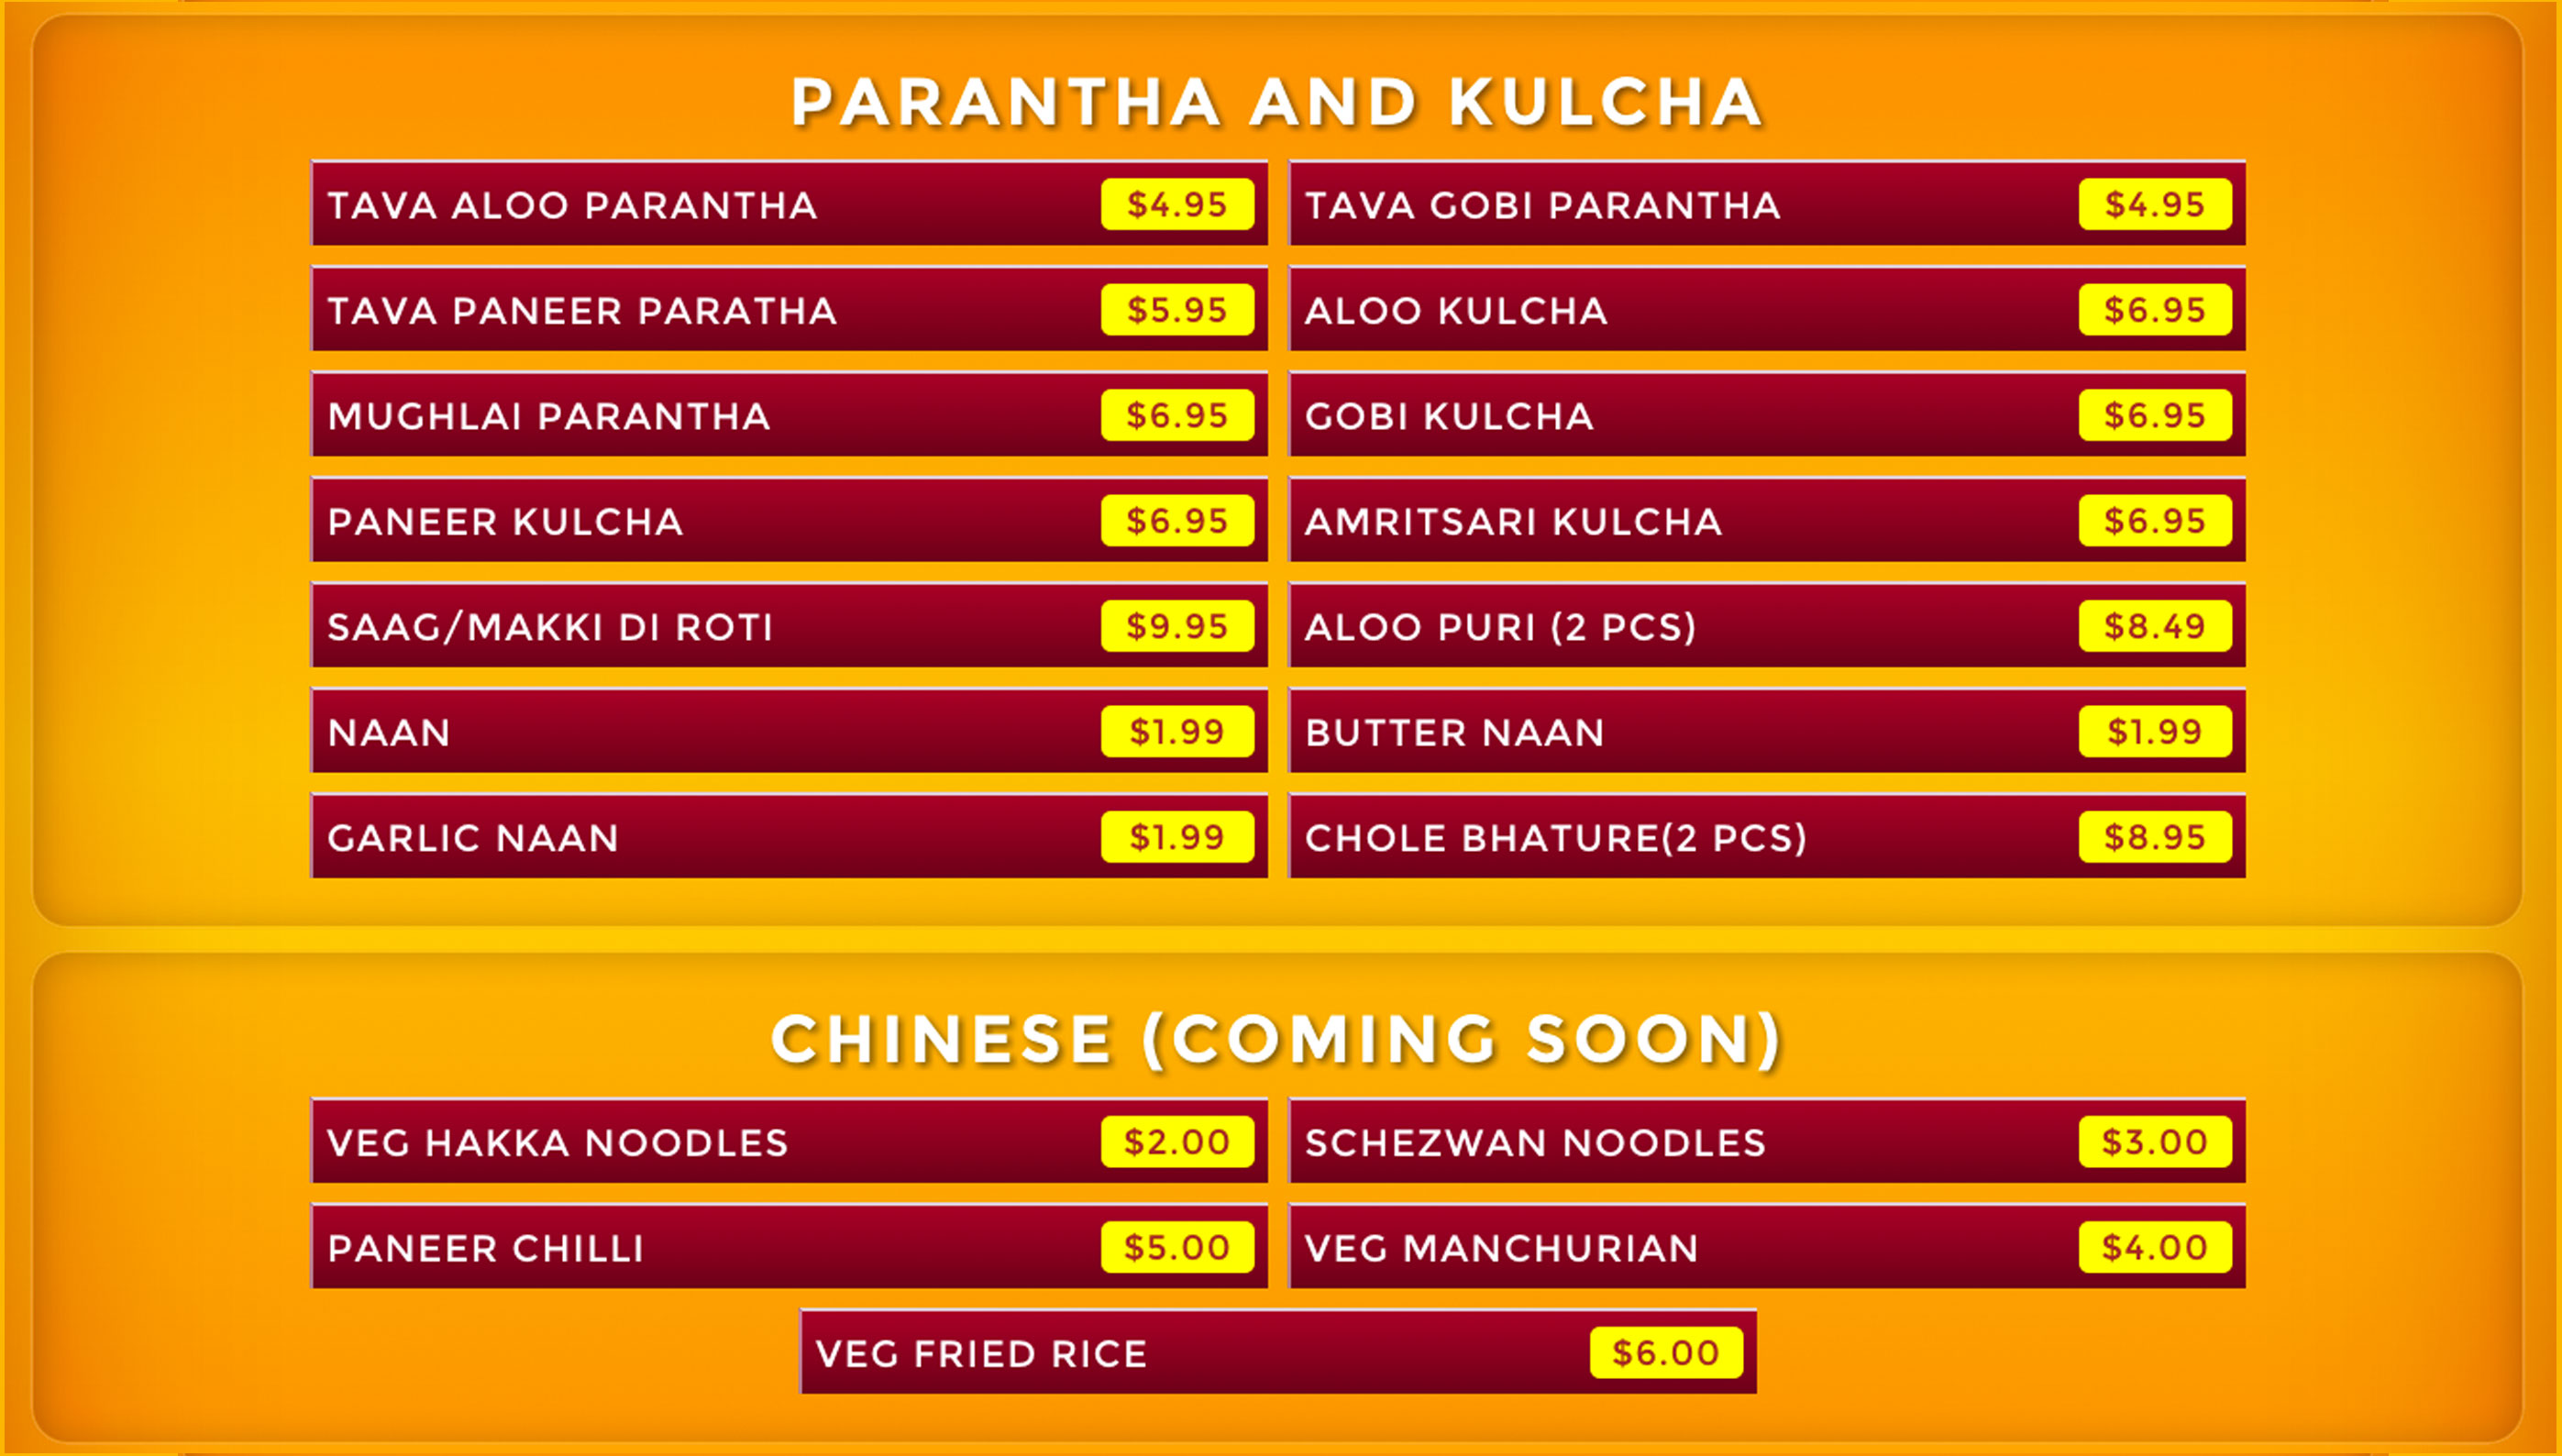 PARANTHA AND KULCHA
TAVA ALOO PARANTHA $4.95
TAVA GOBI PARANTHA $4.95
TAVA PANEER PARATHA $5.95
ALOO KULCHA $6.95
MUGHLAI PARANTHA $6.95
GOBI KULCHA $6.95
PANEER KULCHA $6.95
AMRITSARI KULCHA $6.95
SAAG/MAKKI DI ROTI $9.95
ALOO PURI (2 PCS) $8.49
NAAN $1.99
BUTTER NAAN $1.99
GARLIC NAAN $1.99
CHOLE BHATURE(2 PCS) $8.95
CHINESE (COMING SOON)
VEG HAKKA NOODLES $2.00
SCHEZWAN NOODLES $3.00
PANEER CHILLI $5.00
VEG MANCHURIAN $4.00
VEG FRIED RICE $6.00